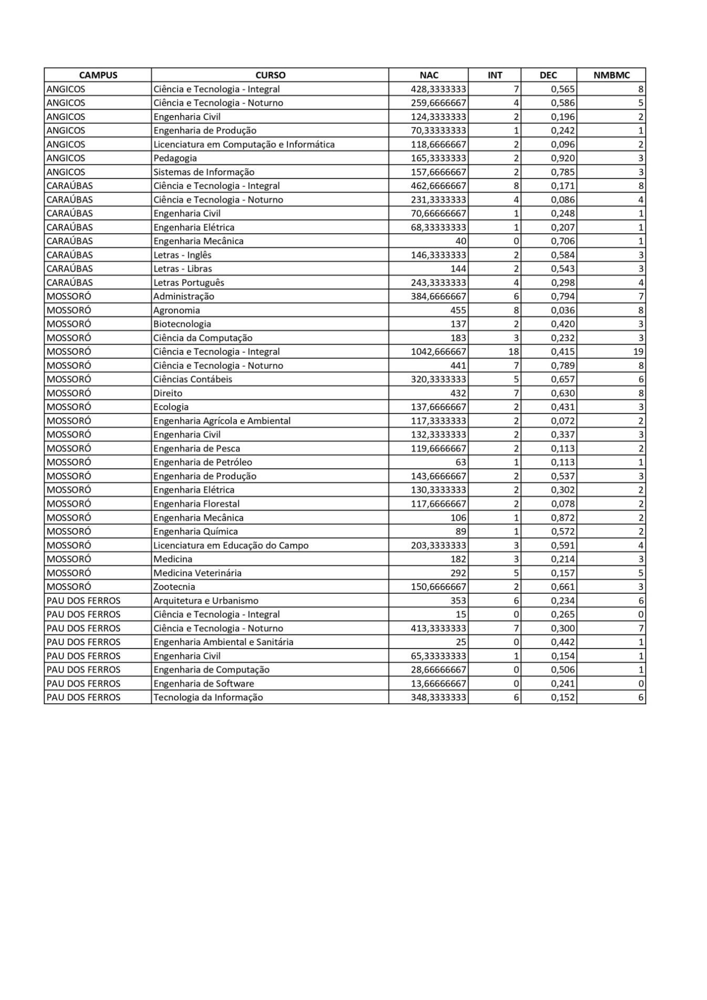 CAMPUS CURSO NAC INT DEC NMBMC
ANGICOS Ciência e Tecnologia - Integral 428,3333333 7 0,565 8
ANGICOS Ciência e Tecnologia - Noturno 259,6666667 4 0,586 5
ANGICOS Engenharia Civil 124,3333333 2 0,196 2
ANGICOS Engenharia de Produção 70,33333333 1 0,242 1
ANGICOS Licenciatura em Computação e Informática 118,6666667 2 0,096 2
ANGICOS Pedagogia 165,3333333 2 0,920 3
ANGICOS Sistemas de Informação 157,6666667 2 0,785 3
CARAÚBAS Ciência e Tecnologia - Integral 462,6666667 8 0,171 8
CARAÚBAS Ciência e Tecnologia - Noturno 231,3333333 4 0,086 4
CARAÚBAS Engenharia Civil 70,66666667 1 0,248 1
CARAÚBAS Engenharia Elétrica 68,33333333 1 0,207 1
CARAÚBAS Engenharia Mecânica 40 0 0,706 1
CARAÚBAS Letras - Inglês 146,3333333 2 0,584 3
CARAÚBAS Letras - Libras 144 2 0,543 3
CARAÚBAS Letras Português 243,3333333 4 0,298 4
MOSSORÓ Administração 384,6666667 6 0,794 7
MOSSORÓ Agronomia 455 8 0,036 8
MOSSORÓ Biotecnologia 137 2 0,420 3
MOSSORÓ Ciência da Computação 183 3 0,232 3
MOSSORÓ Ciência e Tecnologia - Integral 1042,666667 18 0,415 19
MOSSORÓ Ciência e Tecnologia - Noturno 441 7 0,789 8
MOSSORÓ Ciências Contábeis 320,3333333 5 0,657 6
MOSSORÓ Direito 432 7 0,630 8
MOSSORÓ Ecologia 137,6666667 2 0,431 3
MOSSORÓ Engenharia Agrícola e Ambiental 117,3333333 2 0,072 2
MOSSORÓ Engenharia Civil 132,3333333 2 0,337 3
MOSSORÓ Engenharia de Pesca 119,6666667 2 0,113 2
MOSSORÓ Engenharia de Petróleo 63 1 0,113 1
MOSSORÓ Engenharia de Produção 143,6666667 2 0,537 3
MOSSORÓ Engenharia Elétrica 130,3333333 2 0,302 2
MOSSORÓ Engenharia Florestal 117,6666667 2 0,078 2
MOSSORÓ Engenharia Mecânica 106 1 0,872 2
MOSSORÓ Engenharia Química 89 1 0,572 2
MOSSORÓ Licenciatura em Educação do Campo 203,3333333 3 0,591 4
MOSSORÓ Medicina 182 3 0,214 3
MOSSORÓ Medicina Veterinária 292 5 0,157 5
MOSSORÓ Zootecnia 150,6666667 2 0,661 3
PAU DOS FERROS Arquitetura e Urbanismo 353 6 0,234 6
PAU DOS FERROS Ciência e Tecnologia - Integral 15 0 0,265 0
PAU DOS FERROS Ciência e Tecnologia - Noturno 413,3333333 7 0,300 7
PAU DOS FERROS Engenharia Ambiental e Sanitária 25 0 0,442 1
PAU DOS FERROS Engenharia Civil 65,33333333 1 0,154 1
PAU DOS FERROS Engenharia de Computação 28,66666667 0 0,506 1
PAU DOS FERROS Engenharia de Software 13,66666667 0 0,241 0
PAU DOS FERROS Tecnologia da Informação 348,3333333 6 0,152 6